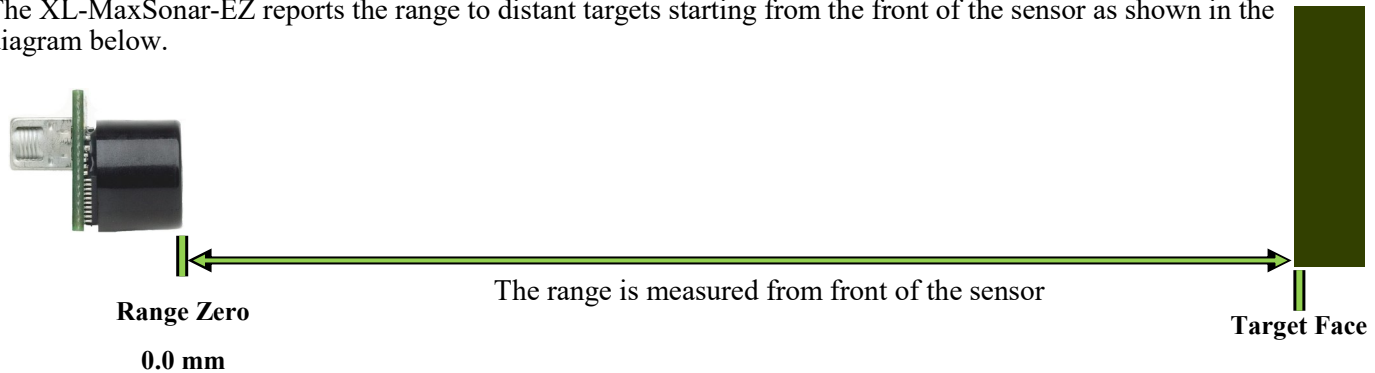 The XL-MaxSonar-EZ reports the range to distant targets starting from the front of the sensor as shown in the
diagram below.
The range is measured from front of the sensor
Range Zero
Target Face
0.0 mm